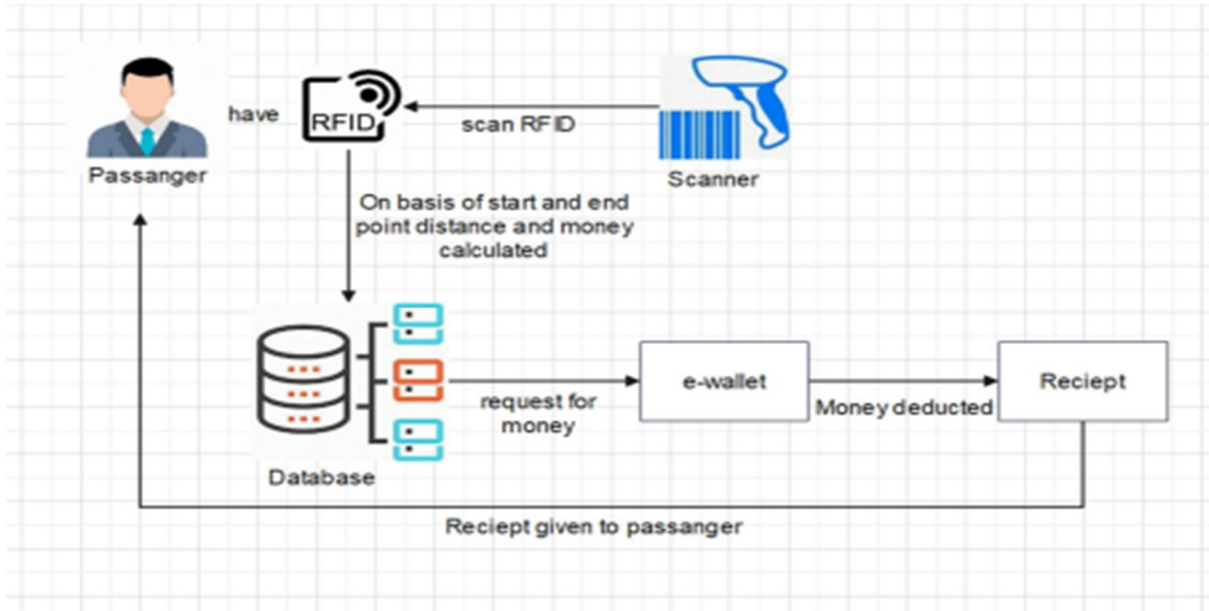 have
RFID
scan RFID
Passanger
Scanner
On basis of start and end
point distance and money
calculated
e-wallet
Reciept
request for
money
Money deducted
Database
Reciept given to passanger